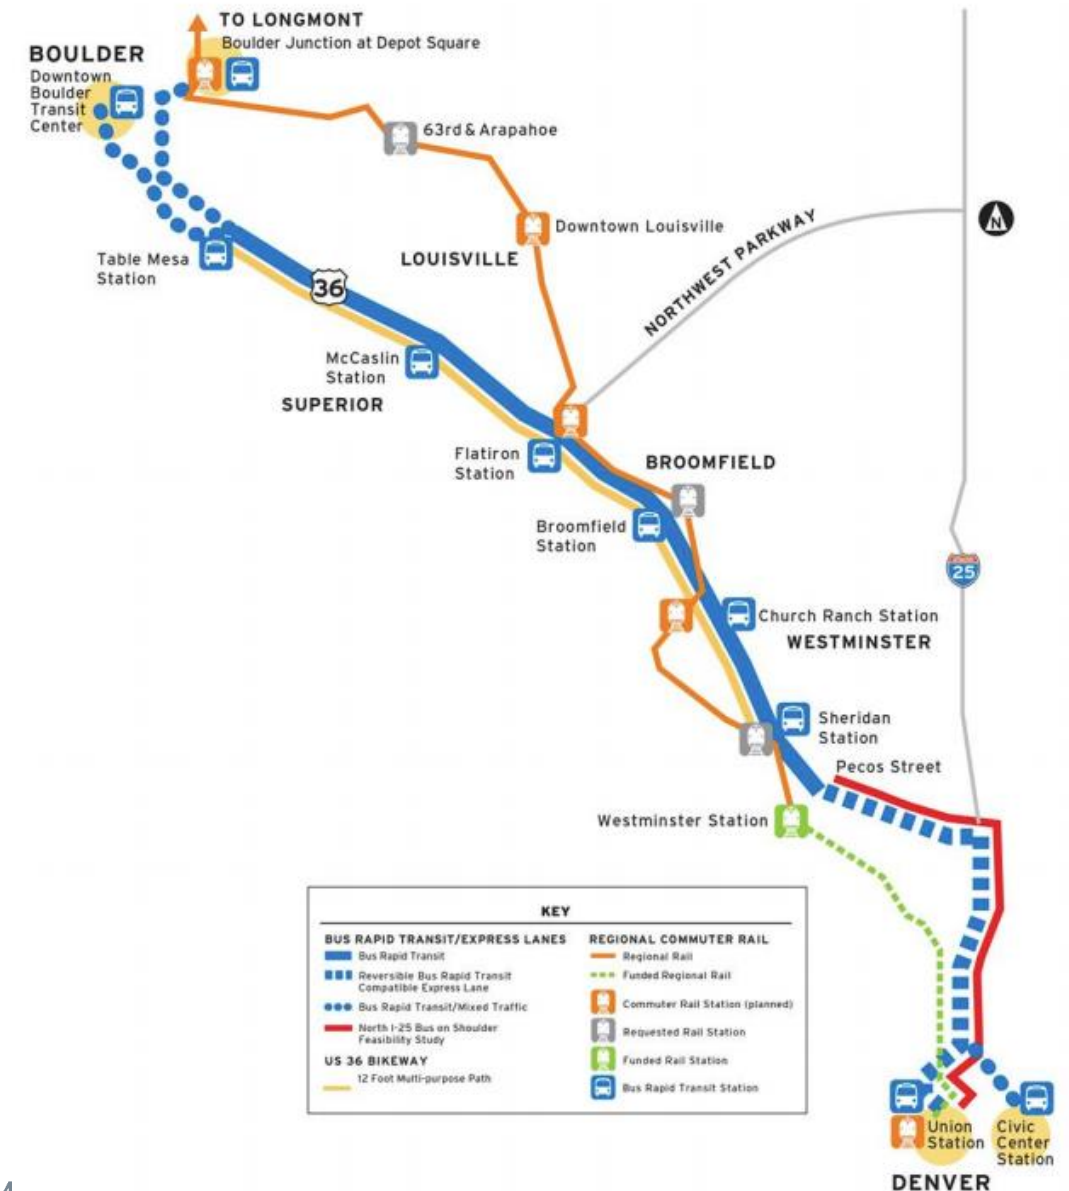 TO LONGMONT
Boulder Junction at Depot Square
BOULDER
Downtown
Boulder
Transit
Center
63rd & Arapahoe
Downtown Louisville
LOUISVILLE
NORTHWEST PARKWAY
N
Table Mesa
Station
36
McCaslin
Station
SUPERIOR
Flatiron
Station
BROOMFIELD
Broomfield
Station
25
Church Ranch Station
WESTMINSTER
Sheridan
Station
Pecos Street
Westminster Station
KEY
BUS RAPID TRANSIT/EXPRESS LANES
Bus Rapid Transit
Reversible Bus Rapid Transit
Compatible Express Lane
Bus Rapid Transit/Mixed Traffic
North I-25 Bus on Shoulder
Feasibility Study
US 36 BIKEWAY
12 Foot Multi-purpose Path
REGIONAL COMMUTER RAIL
Regional Rail
Funded Regional Rail
Commuter Rail Station (planned)
Requested Rail Station
Funded Rail Station
Bus Rapid Transit Station
Union
Station
Civic
Center
Station
DENVER